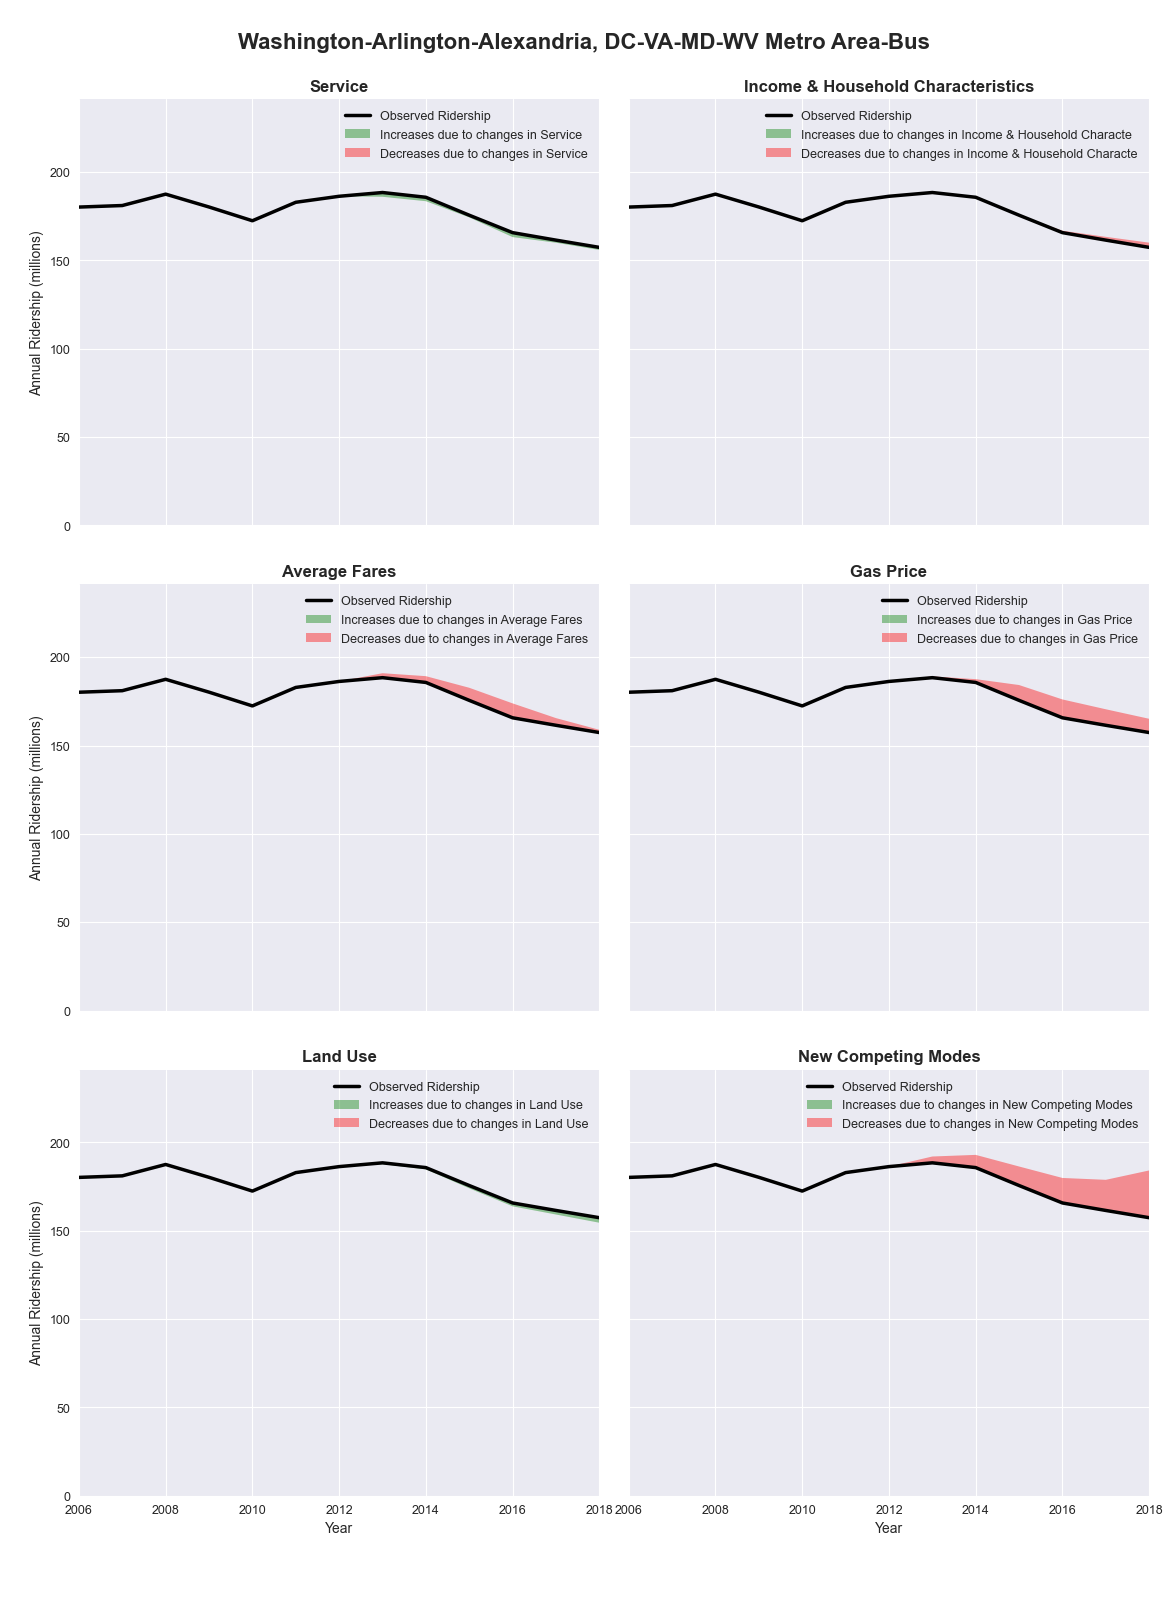 Washington-Arlington-Alexandria, DC-VA-MD-WV Metro Area-Bus
Service
Observed Ridership
Increases due to changes in Service
Decreases due to changes in Service
200
150
100
50
0
Annual Ridership (millions)
Income & Household Characteristics
Observed Ridership
Increases due to changes in Income & Household Characte
Decreases due to changes in Income & Household Characte
Average Fares
Observed Ridership
Increases due to changes in Average Fares
Decreases due to changes in Average Fares
200
150
100
50
0
Annual Ridership (millions)
Gas Price
Observed Ridership
Increases due to changes in Gas Price
Decreases due to changes in Gas Price
Land Use
Observed Ridership
Increases due to changes in Land Use
Decreases due to changes in Land Use
200
150
100
50
0
Annual Ridership (millions)
2006 2008 2010 2012 2014 2016 2018
Year
New Competing Modes
Observed Ridership
Increases due to changes in New Competing Modes
Decreases due to changes in New Competing Modes
2006 2008 2010 2012 2014 2016 2018
Year